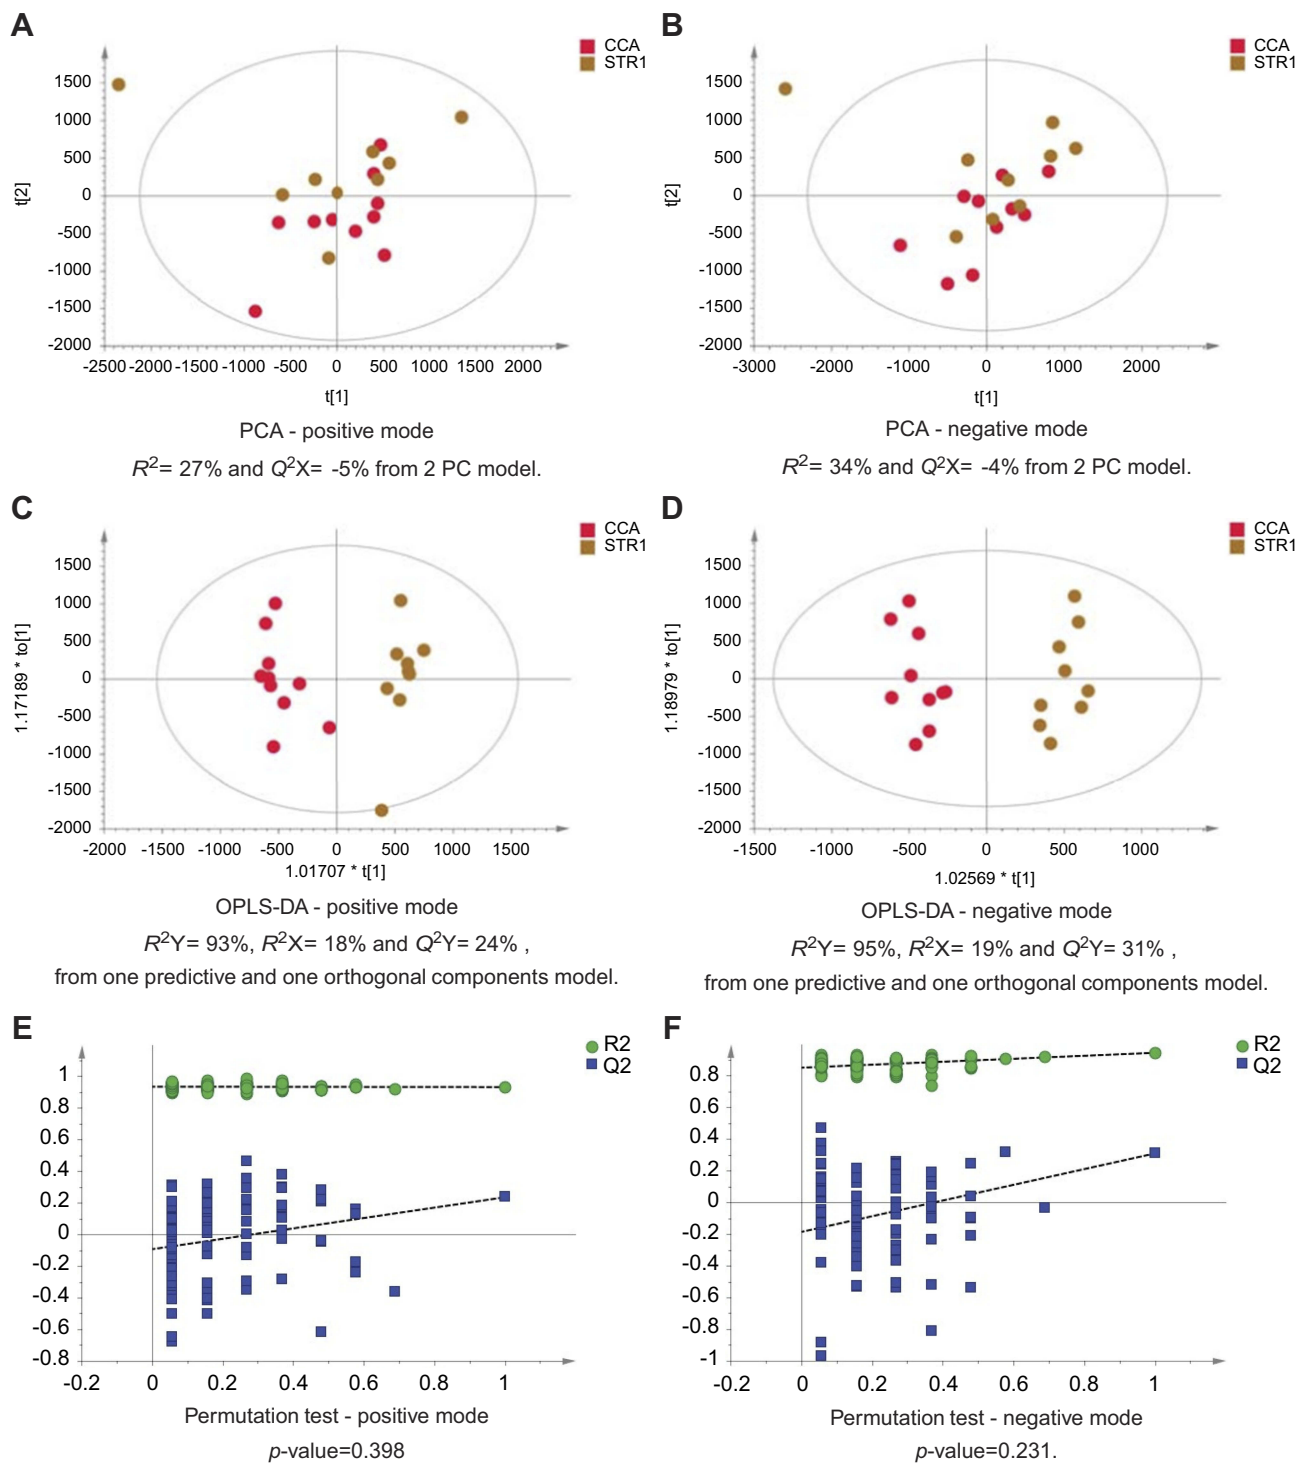 A
CCA
STR1
1500
1000
500
0
-500
-1000
-1500
-2000
t[2]
-2500 -2000 -1500 -1000 -500 0 500 1000 1500 2000
t[1]
PCA - positive mode
R²= 27% and Q²X= -5% from 2 PC model.
B
CCA
STR1
1500
1000
500
0
-500
-1000
-1500
-2000
t[2]
-3000 -2000 -1000 0 1000 2000
t[1]
PCA - negative mode
R²= 34% and Q²X= -4% from 2 PC model.
C
CCA
STR1
1500
1000
500
0
-500
-1000
-1500
-2000
1.17189 * to[1]
-2000 -1500 -1000 -500 0 500 1000 1500
1.01707 * t[1]
OPLS-DA - positive mode
R²Y= 93%, R²X= 18% and Q²Y= 24% ,
from one predictive and one orthogonal components model.
D
CCA
STR1
1500
1000
500
0
-500
-1000
-1500
-2000
1.18979 * to[1]
-1500 -1000 -500 0 500 1000
1.02569 * t[1]
OPLS-DA - negative mode
R²Y= 95%, R²X= 19% and Q²Y= 31% ,
from one predictive and one orthogonal components model.
E
R2
Q2
1
0.8
0.6
0.4
0.2
0
-0.2
-0.4
-0.6
-0.8
-0.2 0 0.2 0.4 0.6 0.8 1
Permutation test - positive mode
p-value=0.398
F
R2
Q2
0.8
0.6
0.4
0.2
0
-0.2
-0.4
-0.6
-0.8
-1
-0.2 0 0.2 0.4 0.6 0.8 1
Permutation test - negative mode
p-value=0.231.